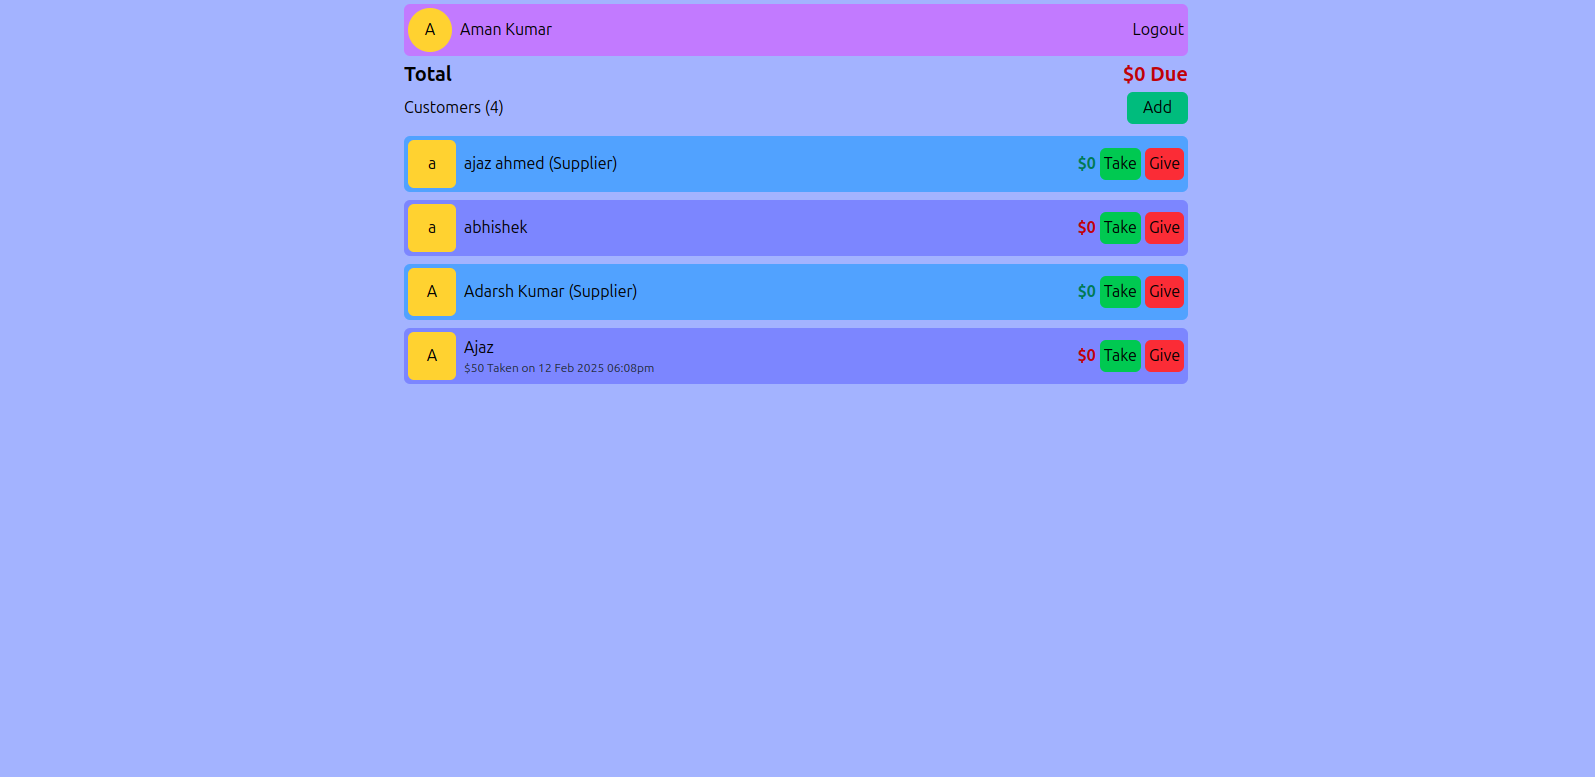 A Aman Kumar Logout
Total $0 Due
Customers (4) Add
a ajaz ahmed (Supplier) $0 Take Give
a abhishek $0 Take Give
A Adarsh Kumar (Supplier) $0 Take Give
A Ajaz $0 Take Give
$50 Taken on 12 Feb 2025 06:08pm